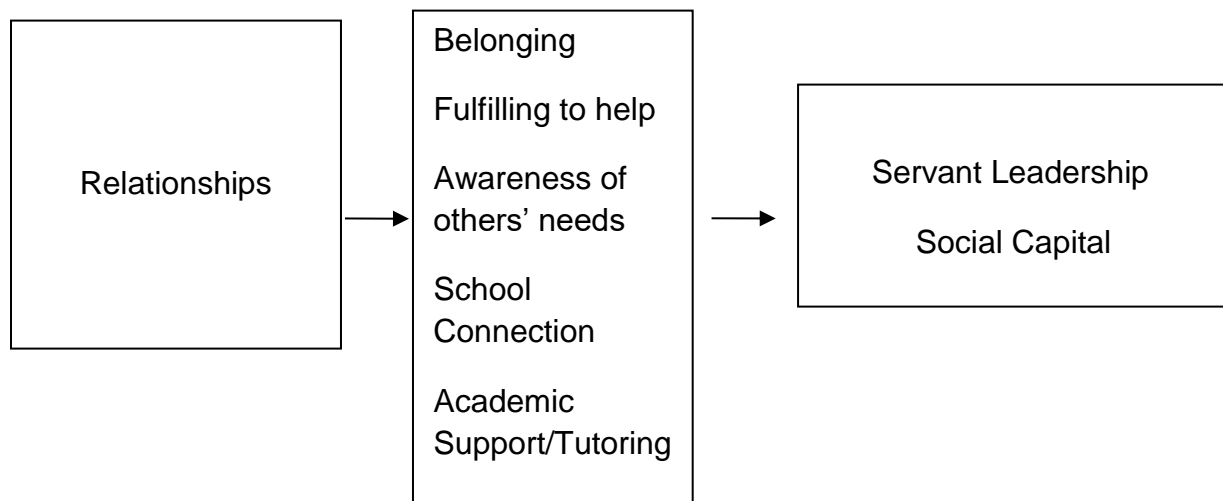 Relationships
Belonging
Fulfilling to help
Awareness of
others’ needs
School
Connection
Academic
Support/Tutoring
Servant Leadership
Social Capital